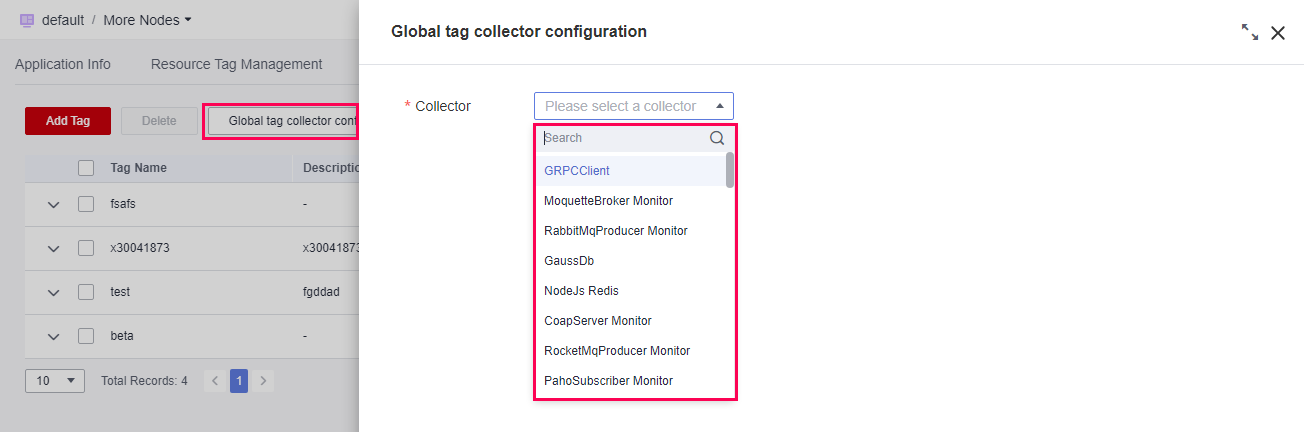 default / More Nodes
Application Info Resource Tag Management
Add Tag Delete Global tag collector conf
Tag Name Descriptio
fsafs -
x30041873 x30041873
test fgddad
beta -
10 Total Records: 4 < 1 >
Global tag collector configuration
* Collector Please select a collector
Search
GRPCClient
MoquetteBroker Monitor
RabbitMqProducer Monitor
GaussDb
NodeJs Redis
CoapServer Monitor
RocketMqProducer Monitor
PahoSubscriber Monitor